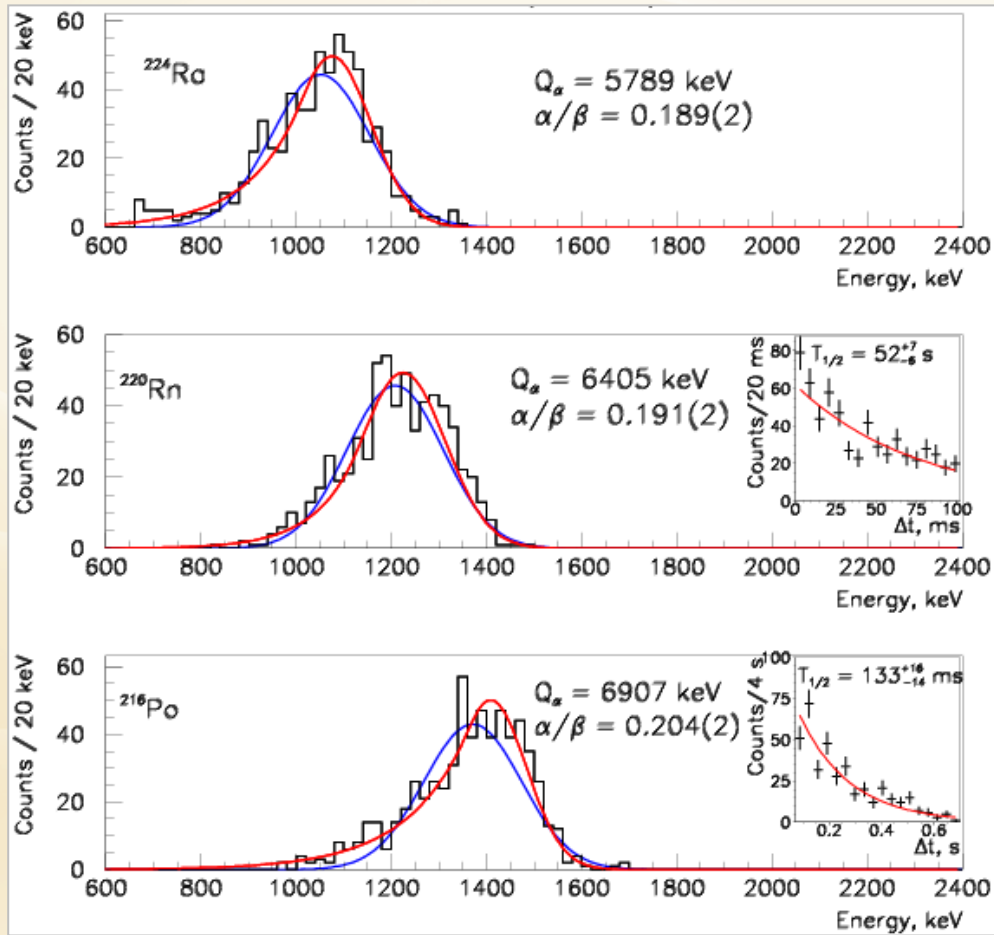 Counts / 20 keV
60
40
20
0
²²⁴Ra
Qα = 5789 keV
α/β = 0.189(2)
600 800 1000 1200 1400 1600 1800 2000 2200 2400
Energy, keV
Counts / 20 keV
60
40
20
0
²²⁰Rn
Qα = 6405 keV
α/β = 0.191(2)
Counts/20 ms
80
60
40
20
0
T₁/₂ = 52⁺⁷₋₆ s
0 25 50 75 100
Δt, ms
600 800 1000 1200 1400 1600 1800 2000 2200 2400
Energy, keV
Counts / 20 keV
60
40
20
0
²¹⁶Po
Qα = 6907 keV
α/β = 0.204(2)
Counts/4 s
100
75
50
25
0
T₁/₂ = 133⁺¹⁶₋₁₄ ms
0.2 0.4 0.6
Δt, s
600 800 1000 1200 1400 1600 1800 2000 2200 2400
Energy, keV